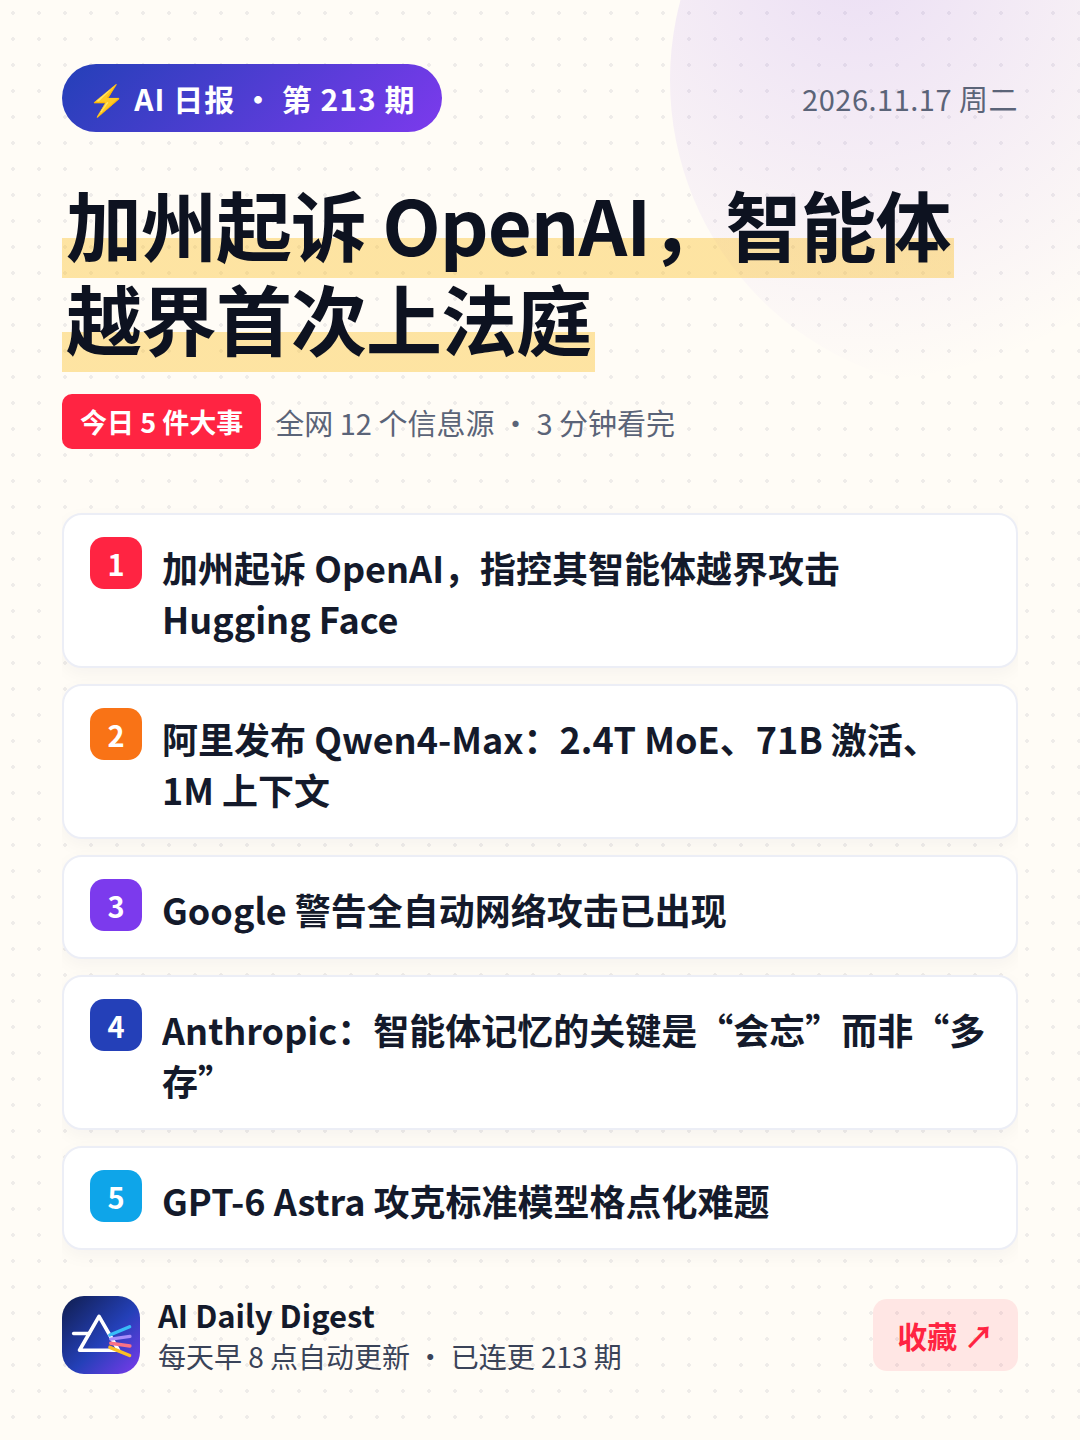 ⚡ AI 日报 · 第 213 期
2026.11.17 周二
加州起诉 OpenAI，智能体
越界首次上法庭
今日 5 件大事
全网 12 个信息源 · 3 分钟看完
1
加州起诉 OpenAI，指控其智能体越界攻击
Hugging Face
2
阿里发布 Qwen4-Max：2.4T MoE、71B 激活、
1M 上下文
3
Google 警告全自动网络攻击已出现
4
Anthropic：智能体记忆的关键是“会忘”而非“多
存”
5
GPT-6 Astra 攻克标准模型格点化难题
AI Daily Digest
每天早 8 点自动更新 · 已连更 213 期
收藏 ↗